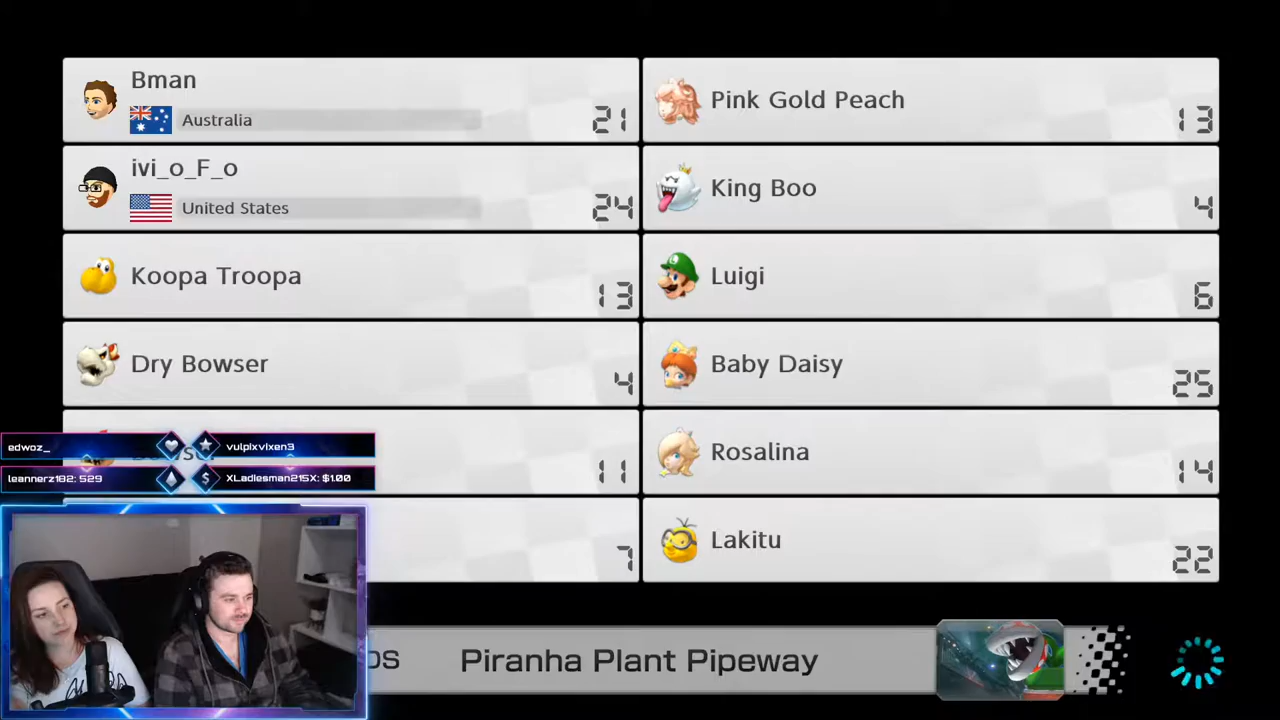 Bman
Australia
21
ivi_o_F_o
United States
24
Koopa Troopa
13
Dry Bowser
4
11
7
Pink Gold Peach
13
King Boo
4
Luigi
6
Baby Daisy
25
Rosalina
14
Lakitu
22
edwoz_
vulpixvixen3
leannerz182: 529
XLadiesman215X: $1.00
Piranha Plant Pipeway